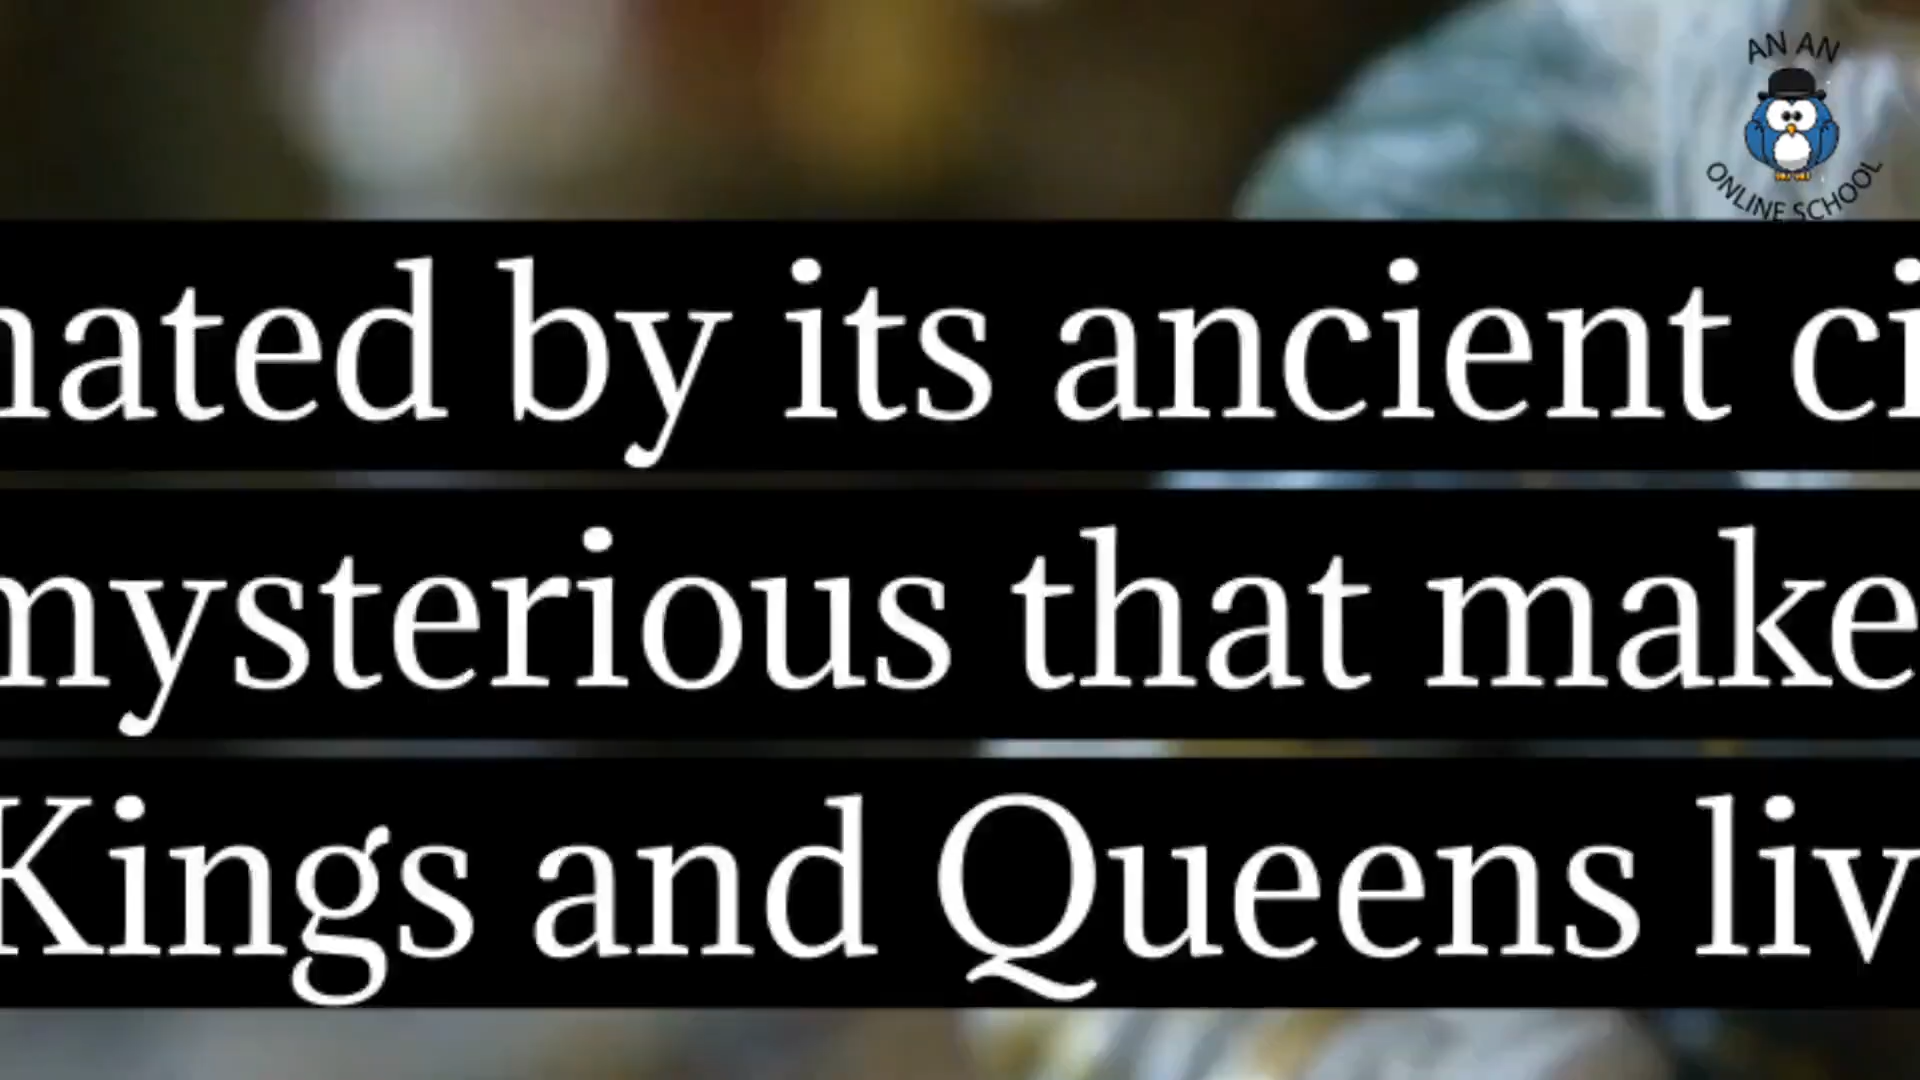 AN AN
ONLINE SCHOOL
nated by its ancient ci
mysterious that make
Kings and Queens liv